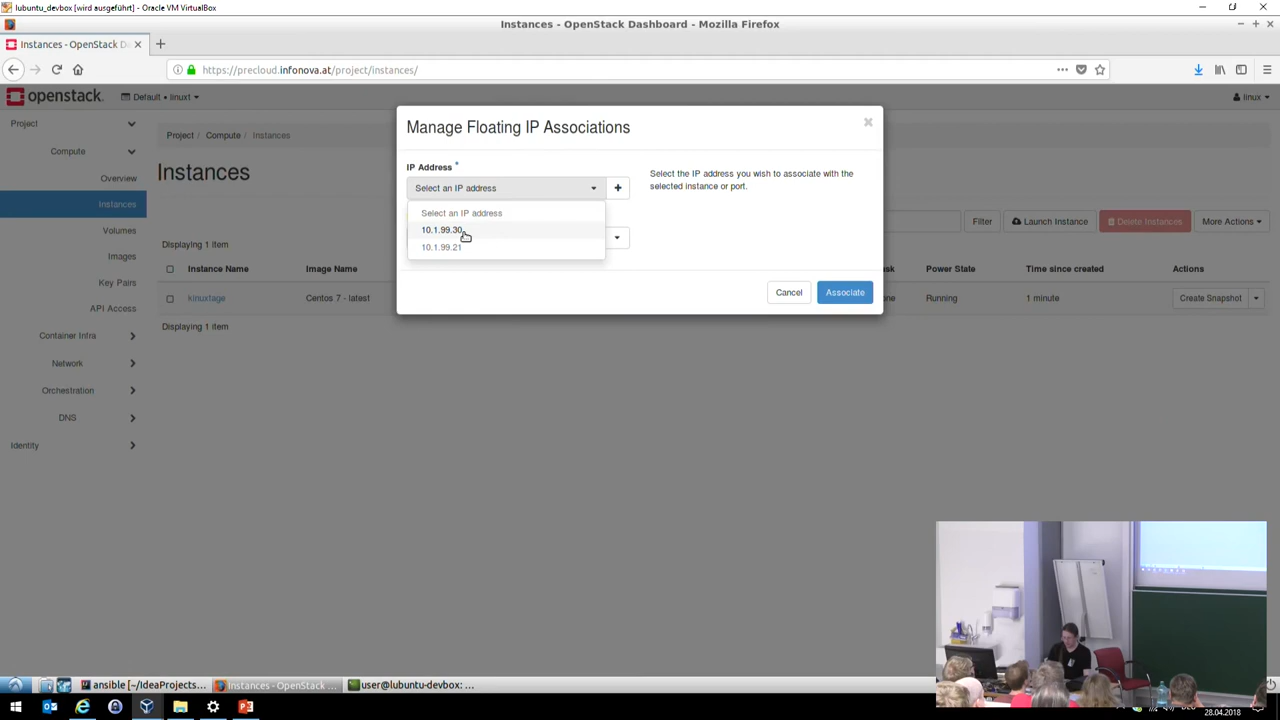 lubuntu_devbox [wird ausgeführt] - Oracle VM VirtualBox
Instances - OpenStack Dashboard - Mozilla Firefox
Instances - OpenStack Da
https://precloud.infonova.at/project/instances/
openstack.
Default • linuxt
linux
Project
Compute
Overview
Instances
Volumes
Images
Key Pairs
API Access
Container Infra
Network
Orchestration
DNS
Identity
Project / Compute / Instances
Instances
Filter
Launch Instance
Delete Instances
More Actions
Displaying 1 item
Instance Name
Image Name
Power State
Time since created
Actions
kinuxtage
Centos 7 - latest
Running
1 minute
Create Snapshot
Displaying 1 item
Manage Floating IP Associations
IP Address *
Select an IP address
Select an IP address
10.1.99.30
10.1.99.21
Select the IP address you wish to associate with the
selected instance or port.
Cancel
Associate
ansible [~/IdeaProjects...
Instances - OpenStack ...
user@lubuntu-devbox: ...
28.04.2018